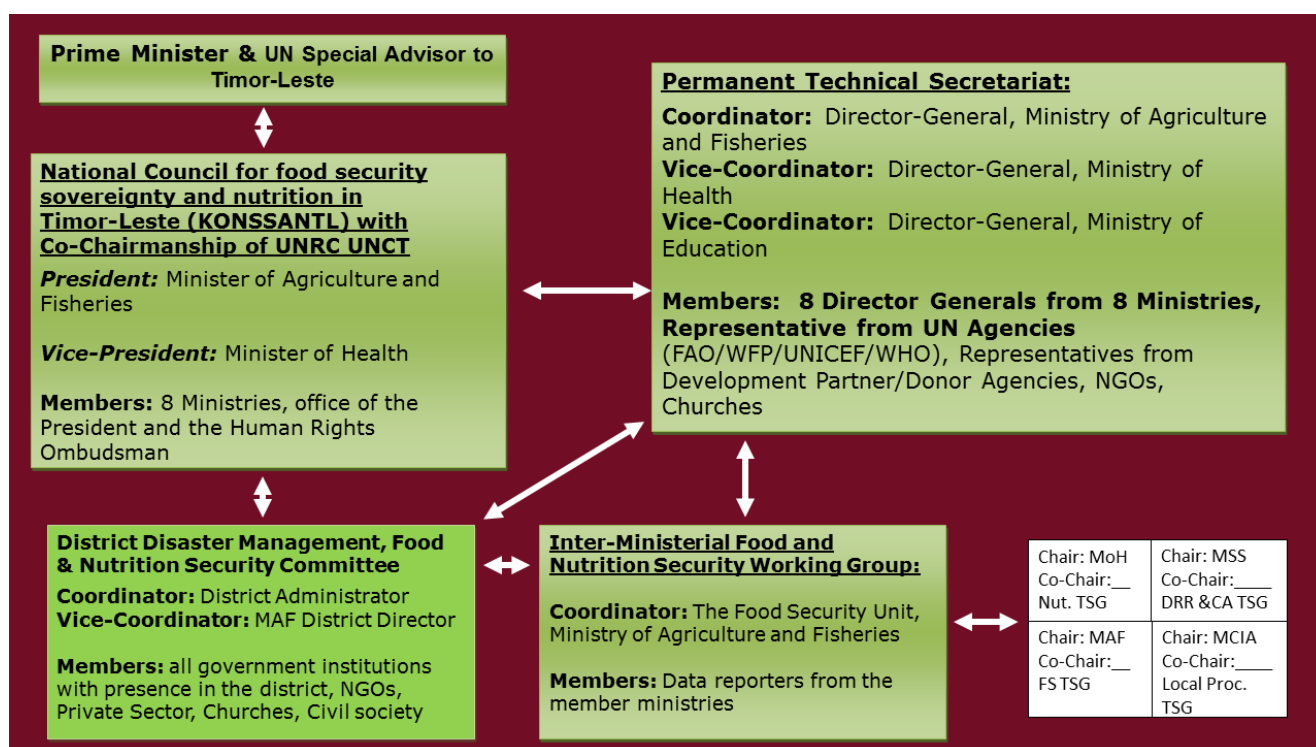 Prime Minister & UN Special Advisor to
Timor-Leste
National Council for food security
sovereignty and nutrition in
Timor-Leste (KONSSANTL) with
Co-Chairmanship of UNRC UNCT
President: Minister of Agriculture and
Fisheries
Vice-President: Minister of Health
Members: 8 Ministries, office of the
President and the Human Rights
Ombudsman
Permanent Technical Secretariat:
Coordinator: Director-General, Ministry of Agriculture
and Fisheries
Vice-Coordinator: Director-General, Ministry of
Health
Vice-Coordinator: Director-General, Ministry of
Education
Members: 8 Director Generals from 8 Ministries,
Representative from UN Agencies
(FAO/WFP/UNICEF/WHO), Representatives from
Development Partner/Donor Agencies, NGOs,
Churches
District Disaster Management, Food
& Nutrition Security Committee
Coordinator: District Administrator
Vice-Coordinator: MAF District Director
Members: all government institutions
with presence in the district, NGOs,
Private Sector, Churches, Civil society
Inter-Ministerial Food and
Nutrition Security Working Group:
Coordinator: The Food Security Unit,
Ministry of Agriculture and Fisheries
Members: Data reporters from the
member ministries
Chair: MoH
Co-Chair:__
Nut. TSG
Chair: MSS
Co-Chair:____
DRR &CA TSG
Chair: MAF
Co-Chair:__
FS TSG
Chair: MCIA
Co-Chair:____
Local Proc.
TSG